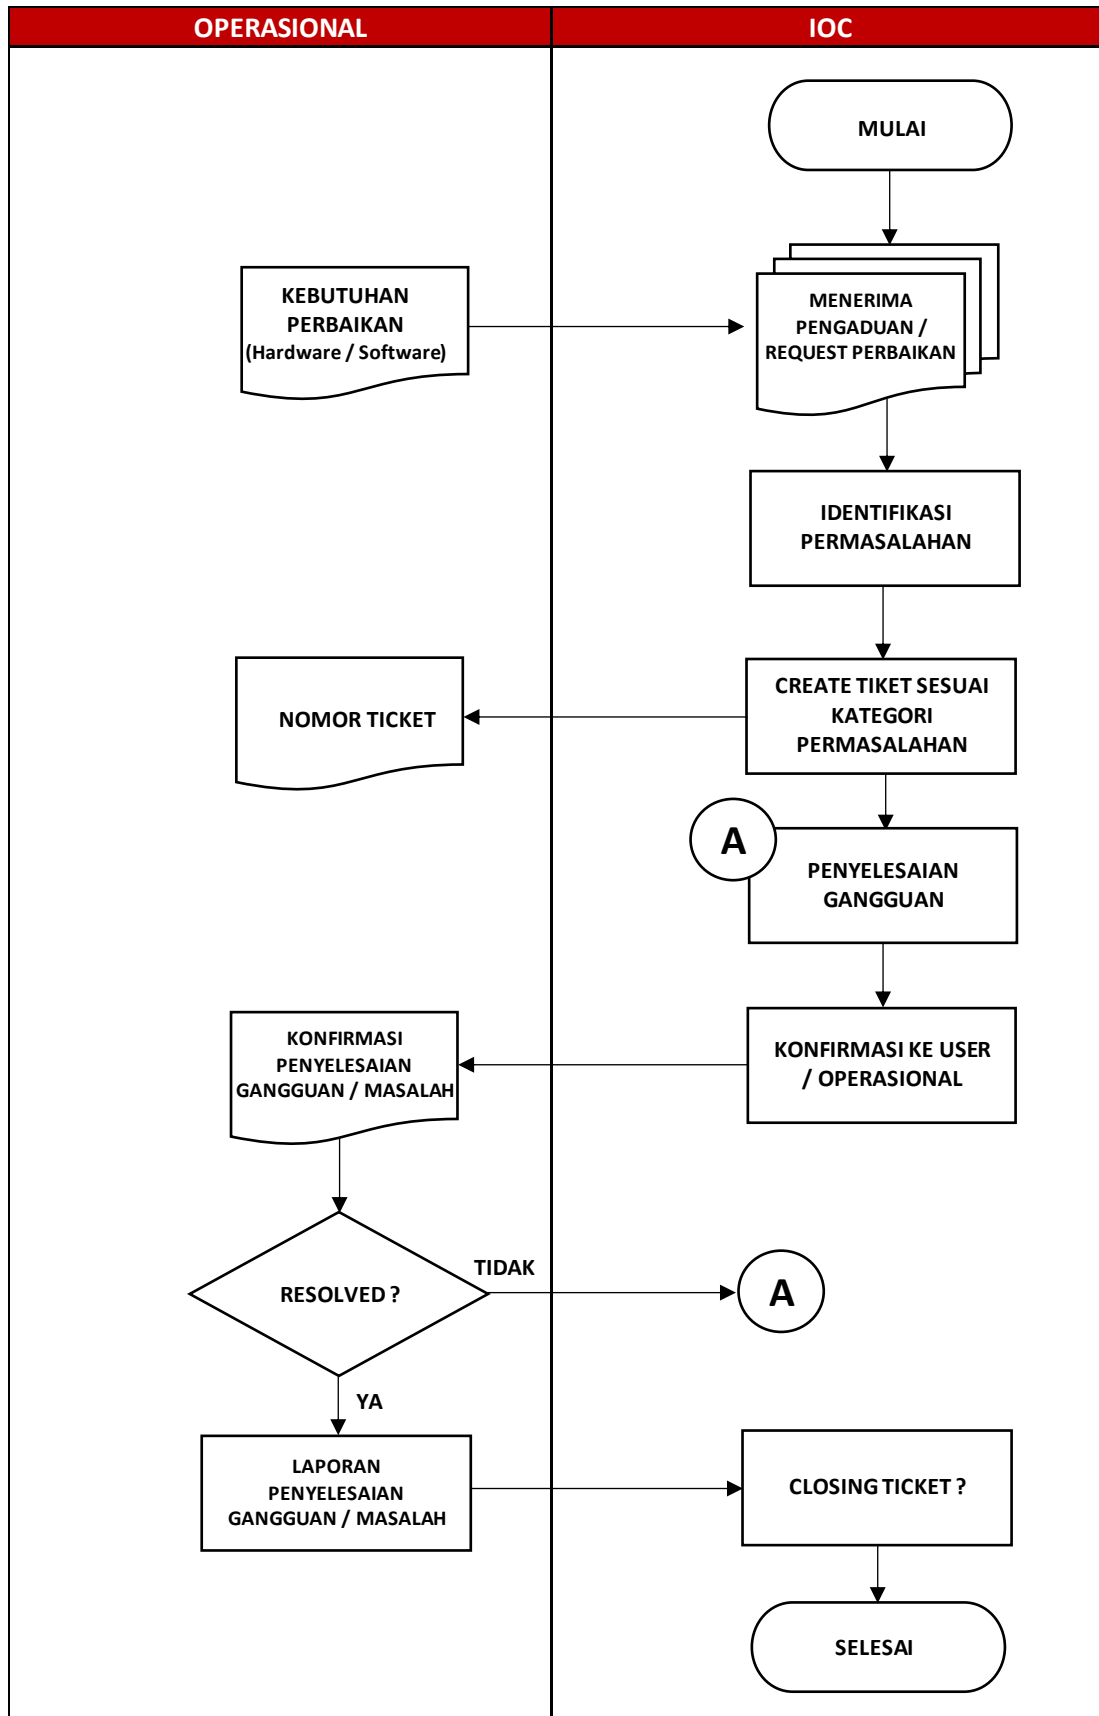 OPERASIONAL
IOC
MULAI
KEBUTUHAN
PERBAIKAN
(Hardware / Software)
MENERIMA
PENGADUAN /
REQUEST PERBAIKAN
IDENTIFIKASI
PERMASALAHAN
CREATE TIKET SESUAI
KATEGORI
PERMASALAHAN
NOMOR TICKET
A
PENYELESAIAN
GANGGUAN
KONFIRMASI KE USER
/ OPERASIONAL
KONFIRMASI
PENYELESAIAN
GANGGUAN / MASALAH
RESOLVED ?
TIDAK
A
YA
LAPORAN
PENYELESAIAN
GANGGUAN / MASALAH
CLOSING TICKET ?
SELESAI